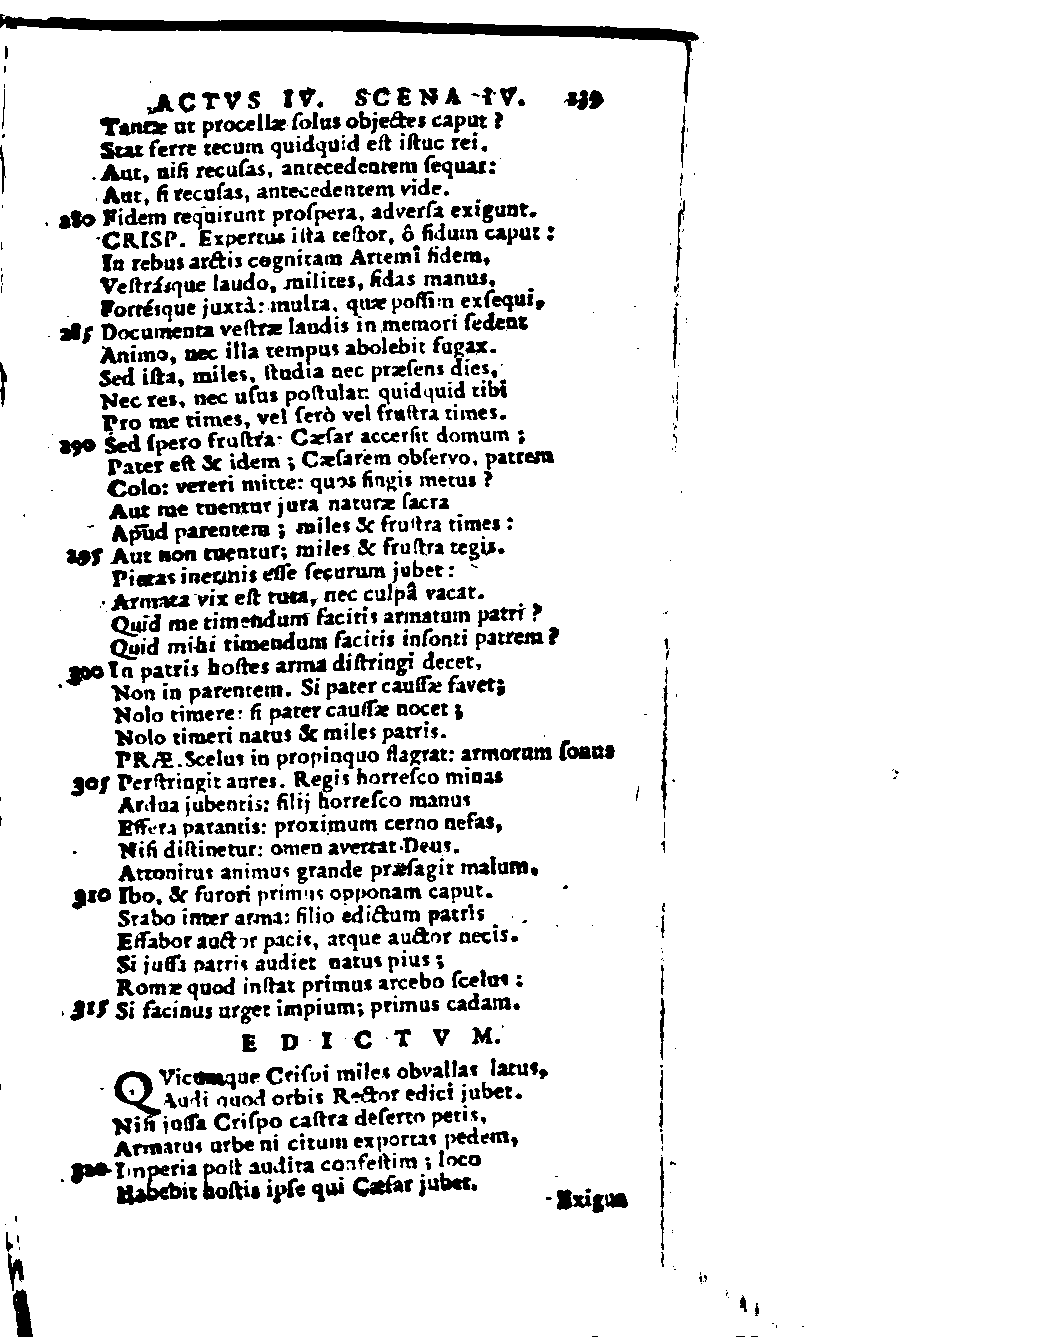 ACTVS IV. SCENA IV. 239
Tantæ ut procellæ ſolus objectes caput ?
Stat ferre tecum quidquid eſt iſtuc rei.
Aut, niſi recuſas, antecedentem ſequar:
Aut, ſi recuſas, antecedentem vide.
280 Fidem requirunt proſpera, adverſa exigunt.
CRISP. Expertus iſta teſtor, ô fidum caput :
In rebus arctis cognitam Artemî fidem,
Veſtrásque laudo, milites, fidas manus,
Fortésque juxtà: multa, quæ poſſim exſequi,
285 Documenta veſtræ laudis in memori ſedent
Animo, nec illa tempus abolebit fugax.
Sed iſta, miles, ſtudia nec præſens dies,
Nec res, nec uſus poſtulat: quidquid tibi
Pro me times, vel ſerò vel fruſtra times.
290 Sed ſpero fruſtra. Cæſar accerſit domum ;
Pater eſt & idem ; Cæſarem obſervo, patrem
Colo: vereri mitte: quos fingis metus ?
Aut me tuentur jura naturæ ſacra
Apud parentem ; miles & fruſtra times :
295 Aut non tuentur; miles & fruſtra tegis.
Pietas inermis eſſe ſecurum jubet:
Armata vix eſt tuta, nec culpâ vacat.
Quid me timendum facitis armatum patri ?
Quid mihi timendum facitis inſonti patrem ?
300 In patris hoſtes arma diſtringi decet,
Non in parentem. Si pater cauſſæ favet;
Nolo timere: ſi pater cauſſæ nocet ;
Nolo timeri natus & miles patris.
PRÆ. Scelus in propinquo flagrat: armorum ſonus
305 Perſtringit aures. Regis horreſco minas
Ardua jubentis: filij horreſco manus
Effera parantis: proximum cerno nefas,
Niſi diſtinetur: omen avertat Deus.
Attonitus animus grande præſagit malum.
310 Ibo, & furori primus opponam caput.
Stabo inter arma: filio edictum patris
Effabor auctor pacis, atque auctor necis.
Si juſſa patris audiet natus pius ;
Romæ quod inſtat primus arcebo ſcelus :
315 Si facinus urget impium; primus cadam.
E D I C T V M.
QVicumque Criſpi miles obvallas latus,
Audi quod orbis Rector edici jubet.
Niſi juſſa Criſpo caſtra deſerto petis,
Armatus urbe ni citum exportas pedem,
320 Imperia poſt audita confeſtim ; loco
Habebit hoſtis ipſe qui Cæſar jubet.
Exigua